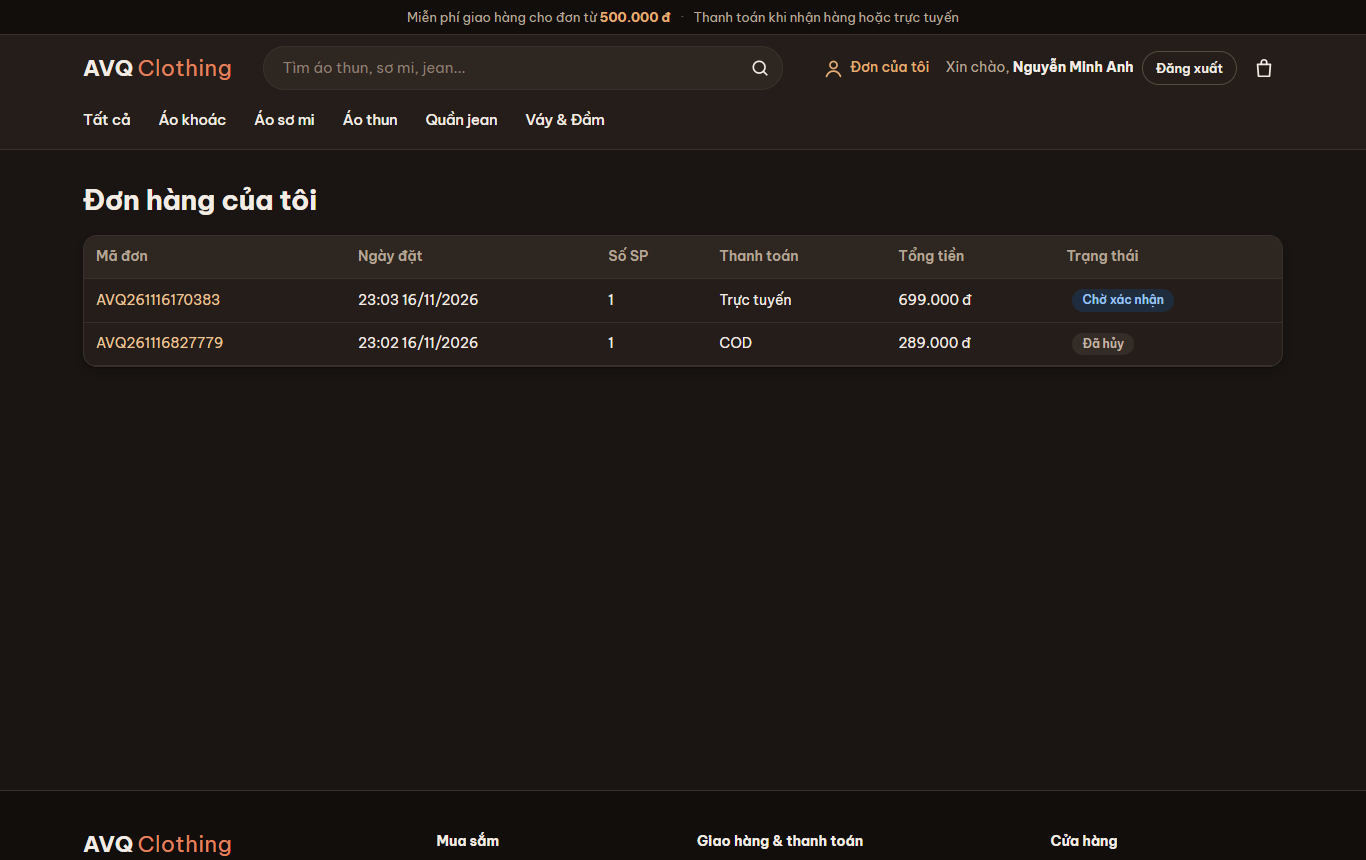 Miễn phí giao hàng cho đơn từ 500.000 đ · Thanh toán khi nhận hàng hoặc trực tuyến
AVQ Clothing
Tìm áo thun, sơ mi, jean...
Đơn của tôi
Xin chào, Nguyễn Minh Anh
Đăng xuất
Tất cả Áo khoác Áo sơ mi Áo thun Quần jean Váy & Đầm
Đơn hàng của tôi
Mã đơn Ngày đặt Số SP Thanh toán Tổng tiền Trạng thái
AVQ261116170383 23:03 16/11/2026 1 Trực tuyến 699.000 đ Chờ xác nhận
AVQ261116827779 23:02 16/11/2026 1 COD 289.000 đ Đã hủy
AVQ Clothing Mua sắm Giao hàng & thanh toán Cửa hàng